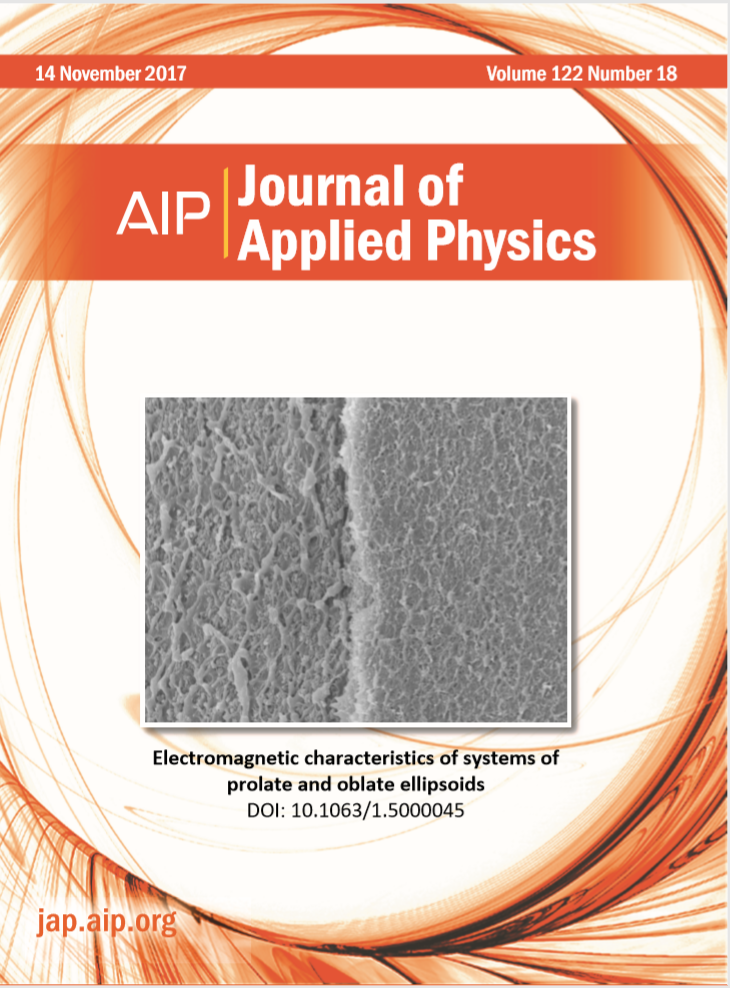 14 November 2017 Volume 122 Number 18
AIP Journal of
Applied Physics
Electromagnetic characteristics of systems of
prolate and oblate ellipsoids
DOI: 10.1063/1.5000045
jap.aip.org